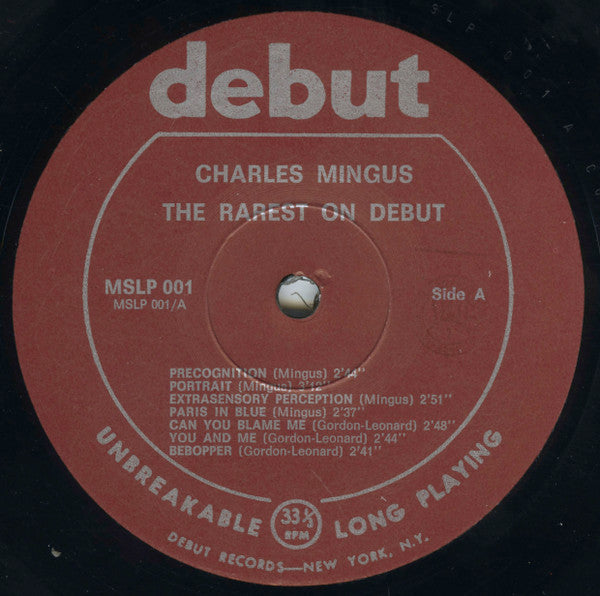 debut
CHARLES MINGUS
THE RAREST ON DEBUT
MSLP 001
MSLP 001/A
Side A
PRECOGNITION (Mingus) 2'44"
PORTRAIT (Mingus) 3'12"
EXTRASENSORY PERCEPTION (Mingus) 2'51"
PARIS IN BLUE (Mingus) 2'37"
CAN YOU BLAME ME (Gordon-Leonard) 2'48"
YOU AND ME (Gordon-Leonard) 2'44"
BEBOPPER (Gordon-Leonard) 2'41"
UNBREAKABLE 33⅓ RPM LONG PLAYING
DEBUT RECORDS—NEW YORK, N.Y.
SLP 001 A